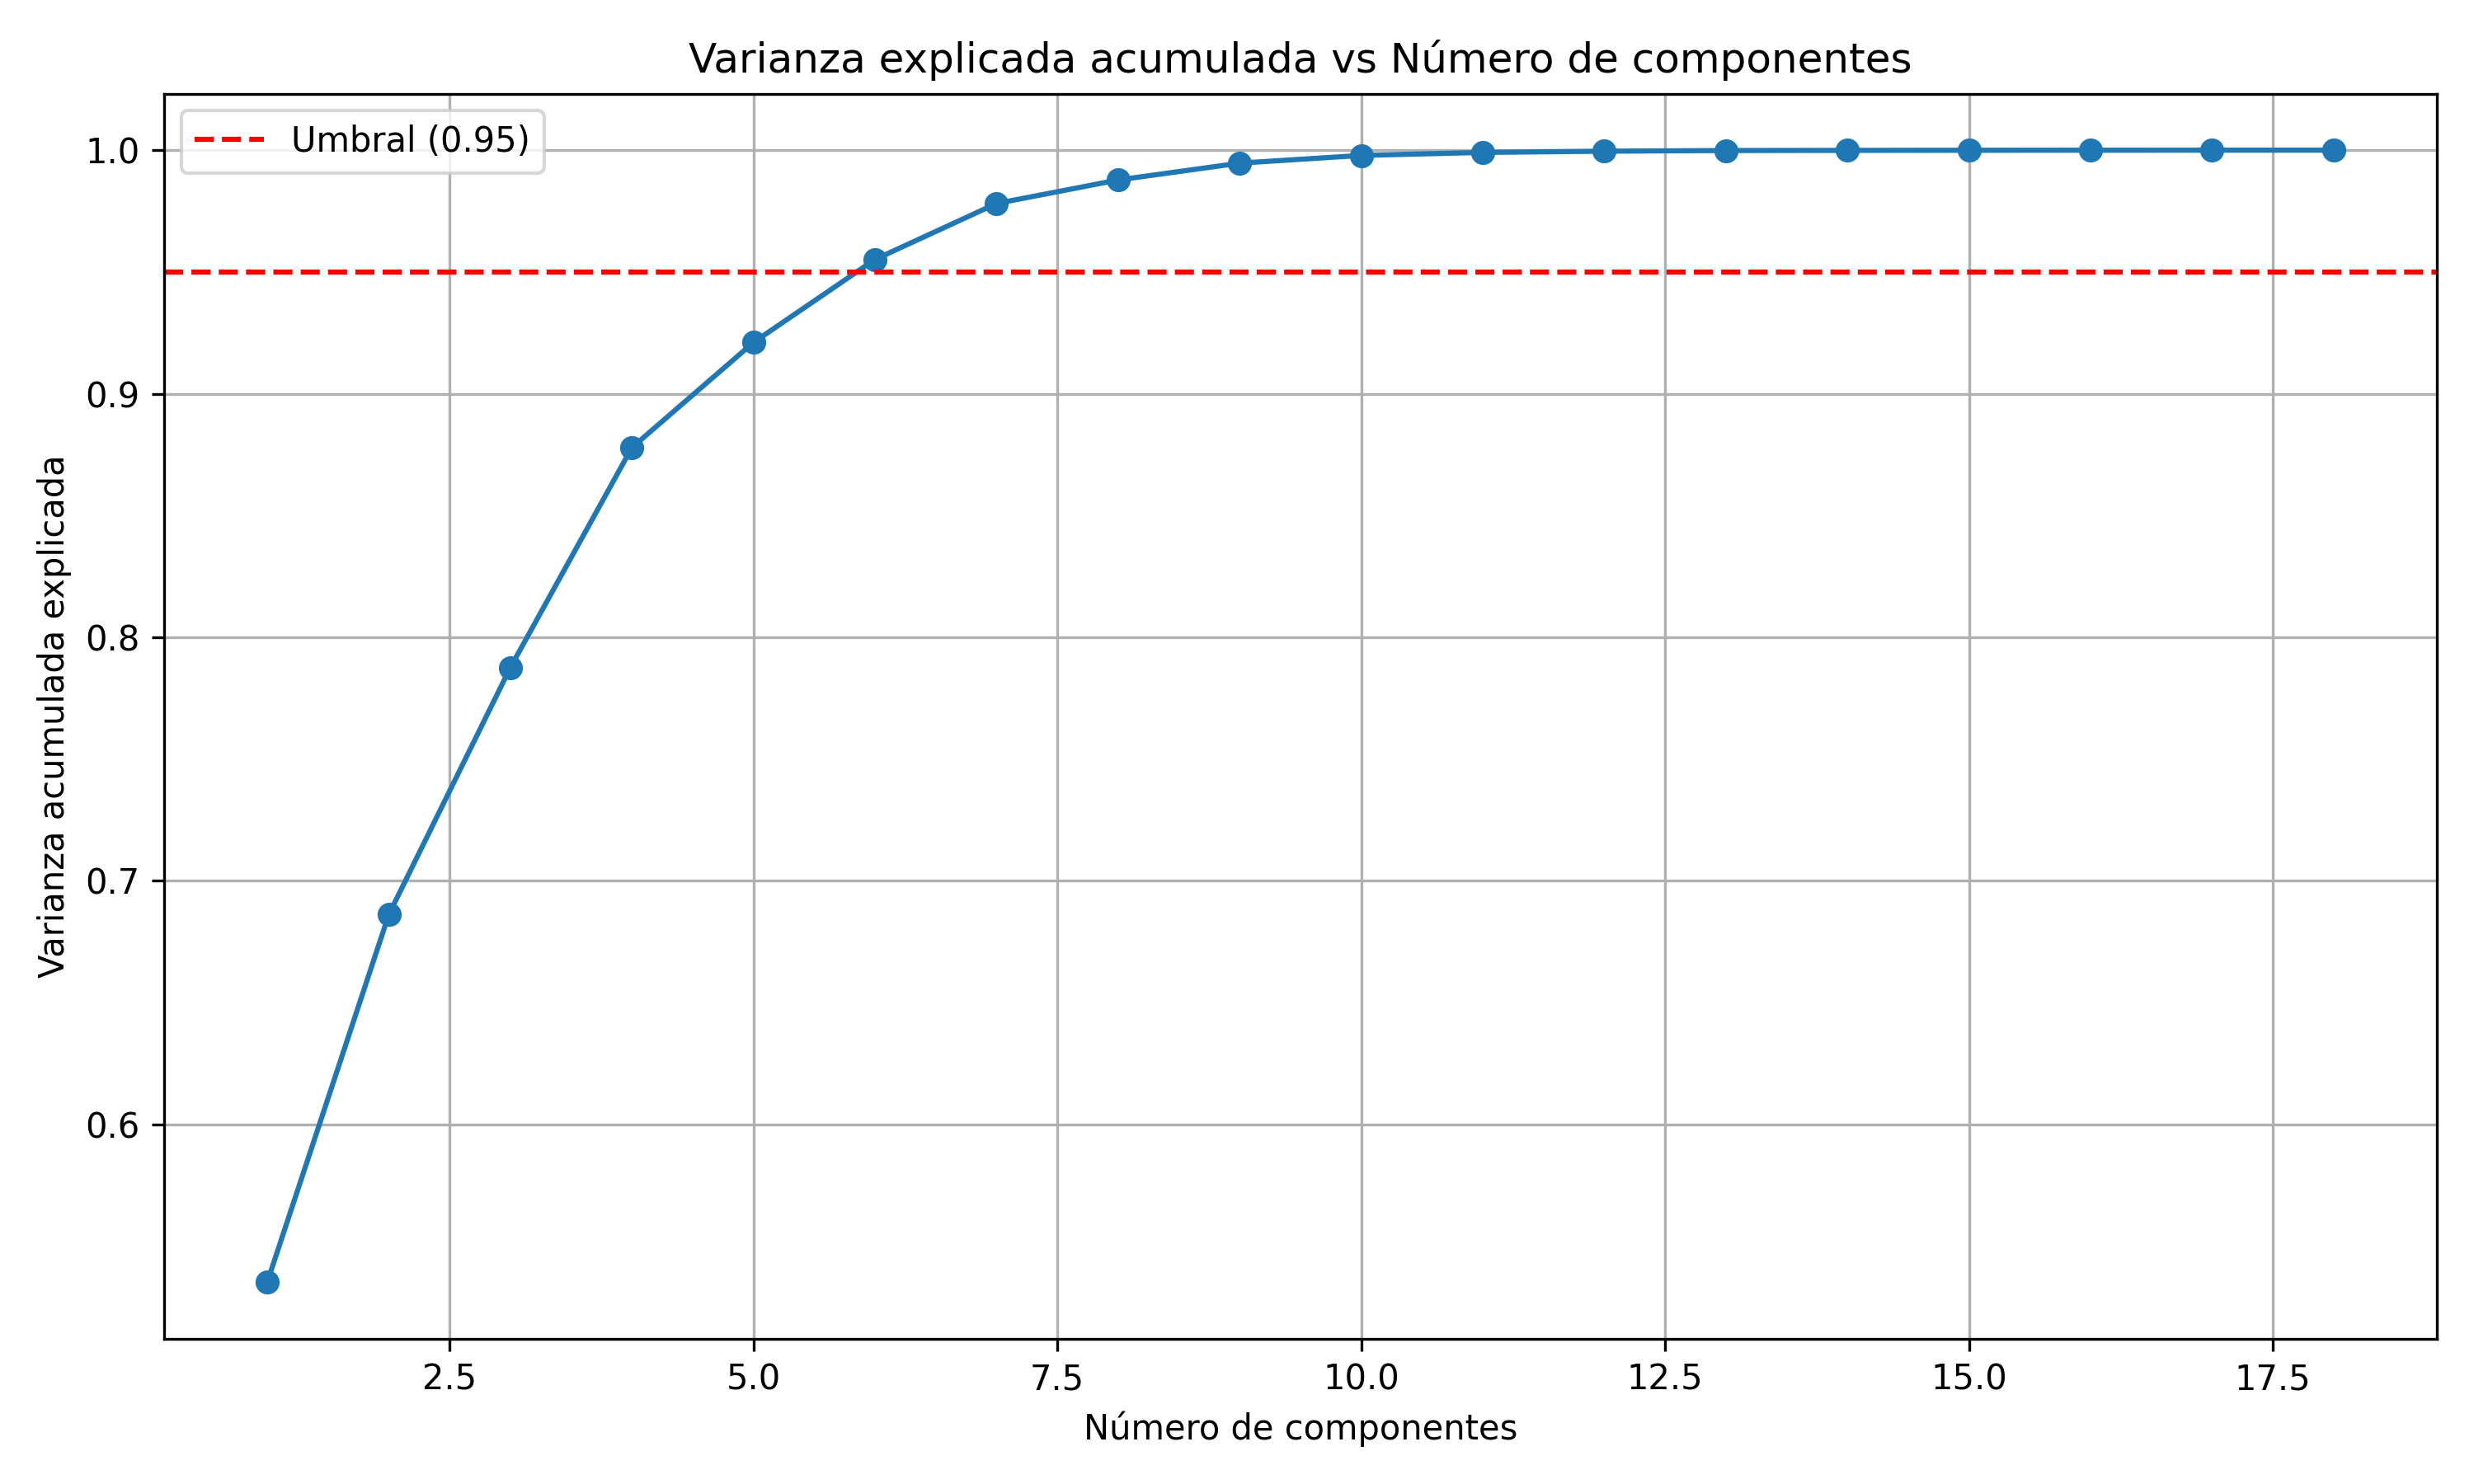 Varianza explicada acumulada vs Número de componentes
Umbral (0.95)
1.0
0.9
0.8
0.7
0.6
Varianza acumulada explicada
2.5 5.0 7.5 10.0 12.5 15.0 17.5
Número de componentes